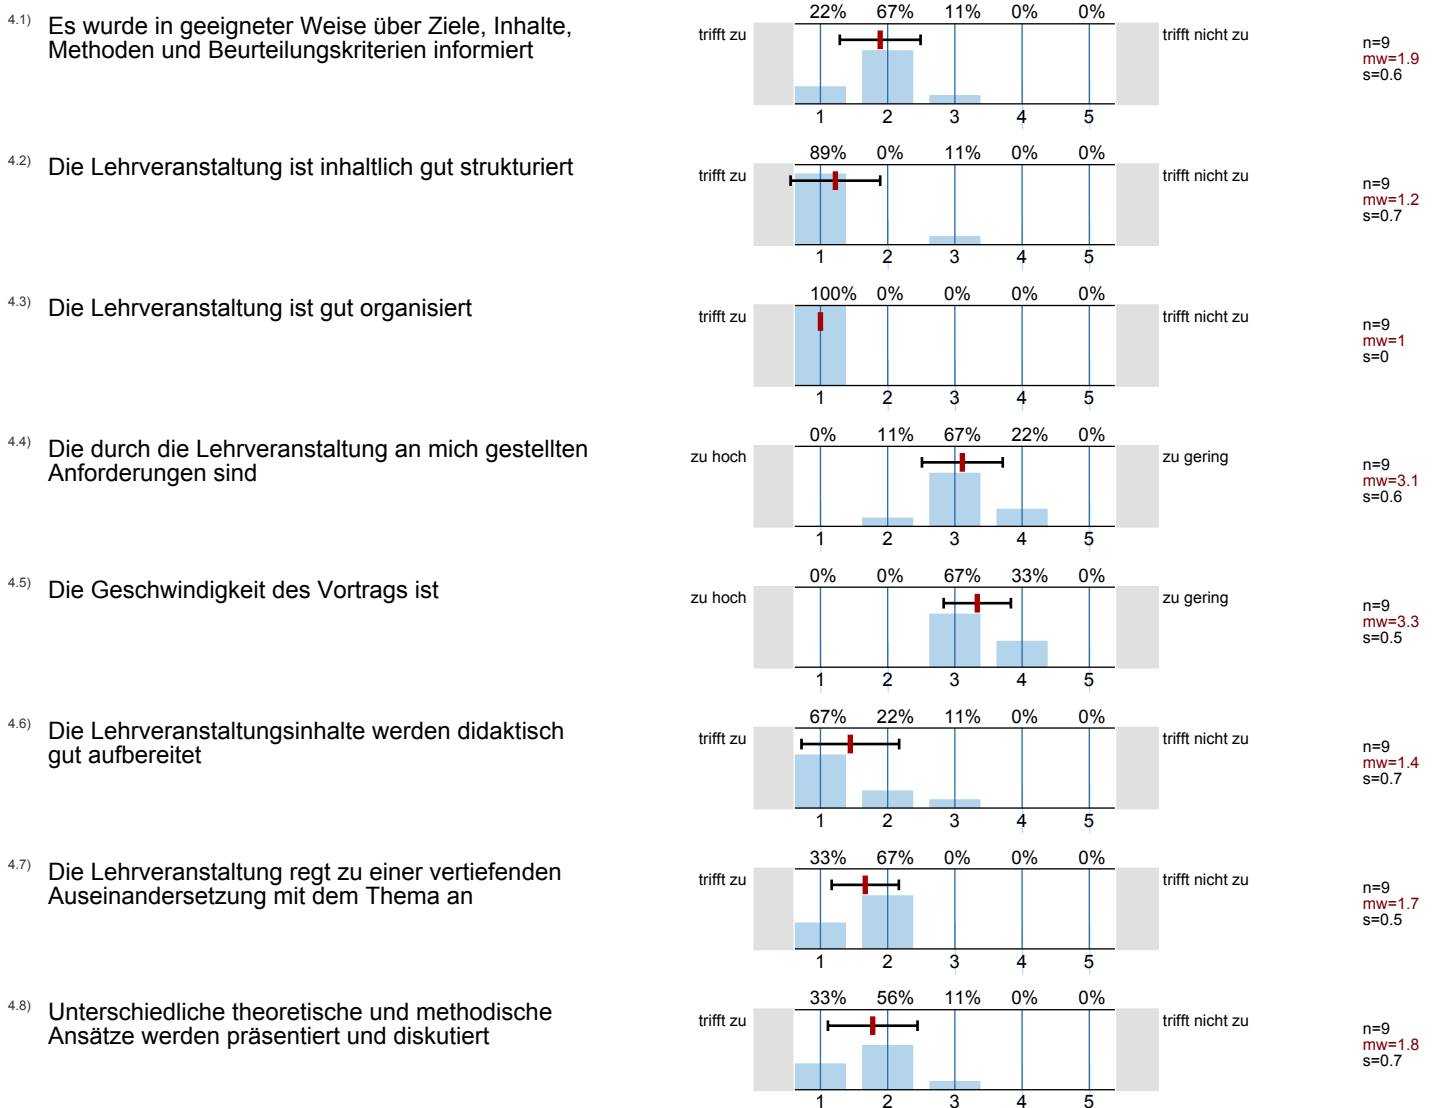 4.1) Es wurde in geeigneter Weise über Ziele, Inhalte,
Methoden und Beurteilungskriterien informiert
22% 67% 11% 0% 0%
trifft zu trifft nicht zu
1 2 3 4 5
n=9
mw=1.9
s=0.6
4.2) Die Lehrveranstaltung ist inhaltlich gut strukturiert
89% 0% 11% 0% 0%
trifft zu trifft nicht zu
1 2 3 4 5
n=9
mw=1.2
s=0.7
4.3) Die Lehrveranstaltung ist gut organisiert
100% 0% 0% 0% 0%
trifft zu trifft nicht zu
1 2 3 4 5
n=9
mw=1
s=0
4.4) Die durch die Lehrveranstaltung an mich gestellten
Anforderungen sind
0% 11% 67% 22% 0%
zu hoch zu gering
1 2 3 4 5
n=9
mw=3.1
s=0.6
4.5) Die Geschwindigkeit des Vortrags ist
0% 0% 67% 33% 0%
zu hoch zu gering
1 2 3 4 5
n=9
mw=3.3
s=0.5
4.6) Die Lehrveranstaltungsinhalte werden didaktisch
gut aufbereitet
67% 22% 11% 0% 0%
trifft zu trifft nicht zu
1 2 3 4 5
n=9
mw=1.4
s=0.7
4.7) Die Lehrveranstaltung regt zu einer vertiefenden
Auseinandersetzung mit dem Thema an
33% 67% 0% 0% 0%
trifft zu trifft nicht zu
1 2 3 4 5
n=9
mw=1.7
s=0.5
4.8) Unterschiedliche theoretische und methodische
Ansätze werden präsentiert und diskutiert
33% 56% 11% 0% 0%
trifft zu trifft nicht zu
1 2 3 4 5
n=9
mw=1.8
s=0.7